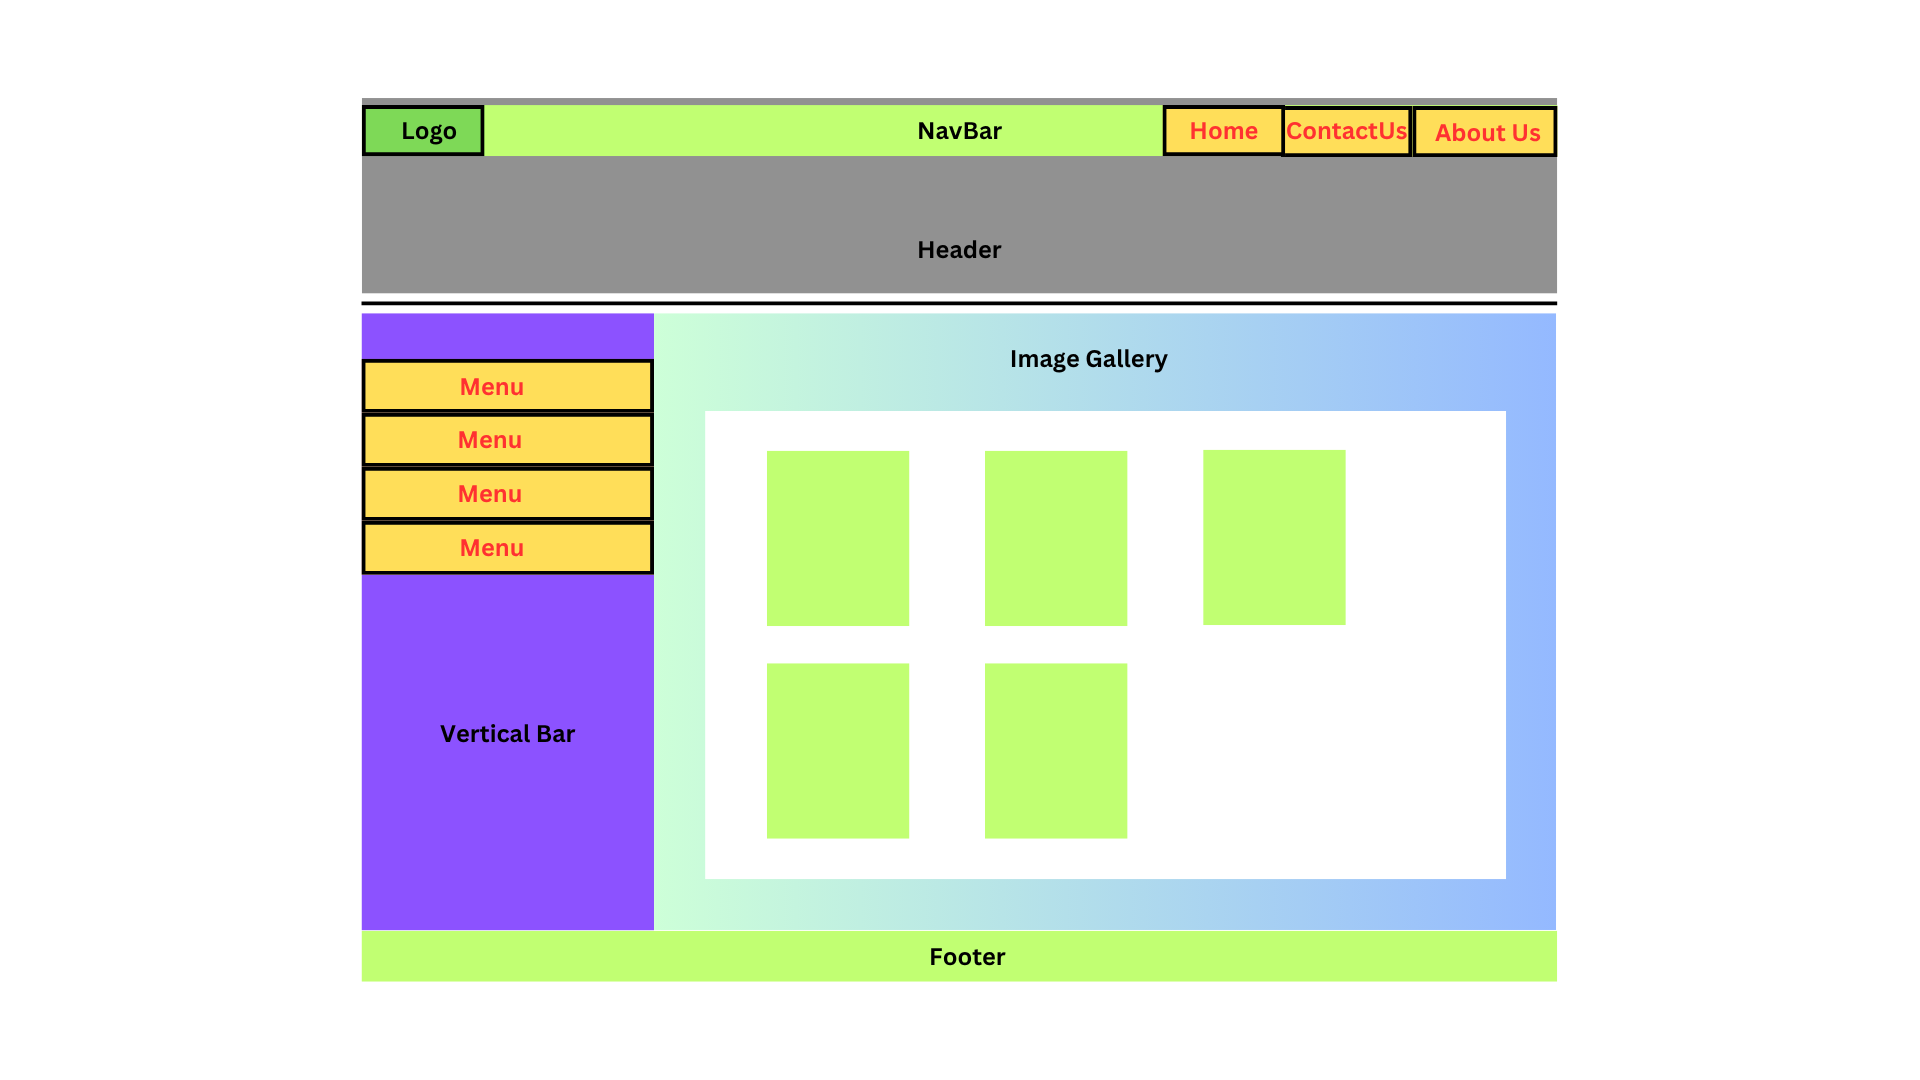 Logo
NavBar
Home
ContactUs
About Us
Header
Image Gallery
Menu
Menu
Menu
Menu
Vertical Bar
Footer